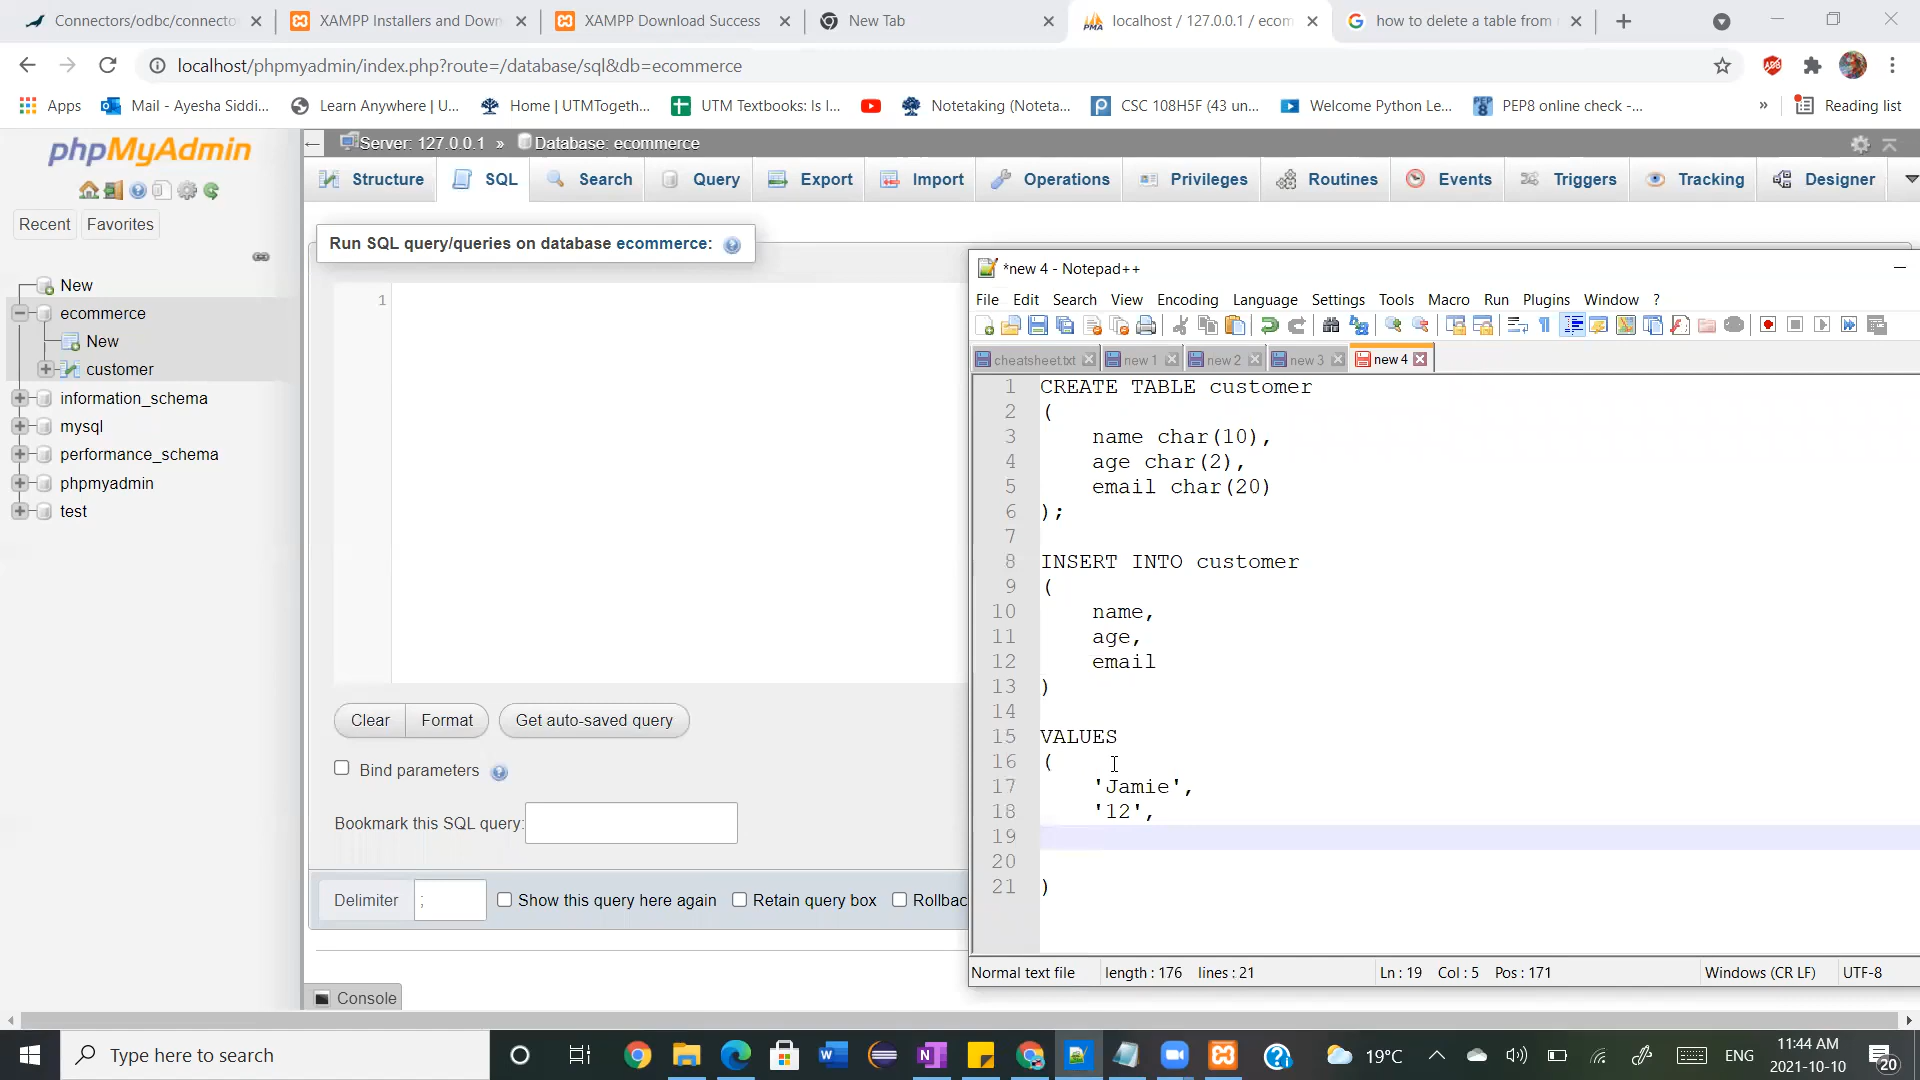 Connectors/odbc/connecto
XAMPP Installers and Down
XAMPP Download Success
New Tab
localhost / 127.0.0.1 / ecom
how to delete a table from
localhost/phpmyadmin/index.php?route=/database/sql&db=ecommerce
Apps
Mail - Ayesha Siddi...
Learn Anywhere | U...
Home | UTMTogeth...
UTM Textbooks: Is I...
Notetaking (Noteta...
CSC 108H5F (43 un...
Welcome Python Le...
PEP8 online check -...
»
Reading list
phpMyAdmin
Server: 127.0.0.1 » Database: ecommerce
Structure
SQL
Search
Query
Export
Import
Operations
Privileges
Routines
Events
Triggers
Tracking
Designer
Recent
Favorites
New
ecommerce
New
customer
information_schema
mysql
performance_schema
phpmyadmin
test
Run SQL query/queries on database ecommerce:
1
Clear
Format
Get auto-saved query
Bind parameters
Bookmark this SQL query:
Delimiter
;
Show this query here again
Retain query box
Rollbac
Console
*new 4 - Notepad++
File Edit Search View Encoding Language Settings Tools Macro Run Plugins Window ?
cheatsheet.txt
new 1
new 2
new 3
new 4
1 CREATE TABLE customer
2 (
3 name char(10),
4 age char(2),
5 email char(20)
6 );
7
8 INSERT INTO customer
9 (
10 name,
11 age,
12 email
13 )
14
15 VALUES
16 (
17 'Jamie',
18 '12',
19
20
21 )
Normal text file
length : 176 lines : 21
Ln : 19 Col : 5 Pos : 171
Windows (CR LF)
UTF-8
Type here to search
19°C
ENG
11:44 AM
2021-10-10
20